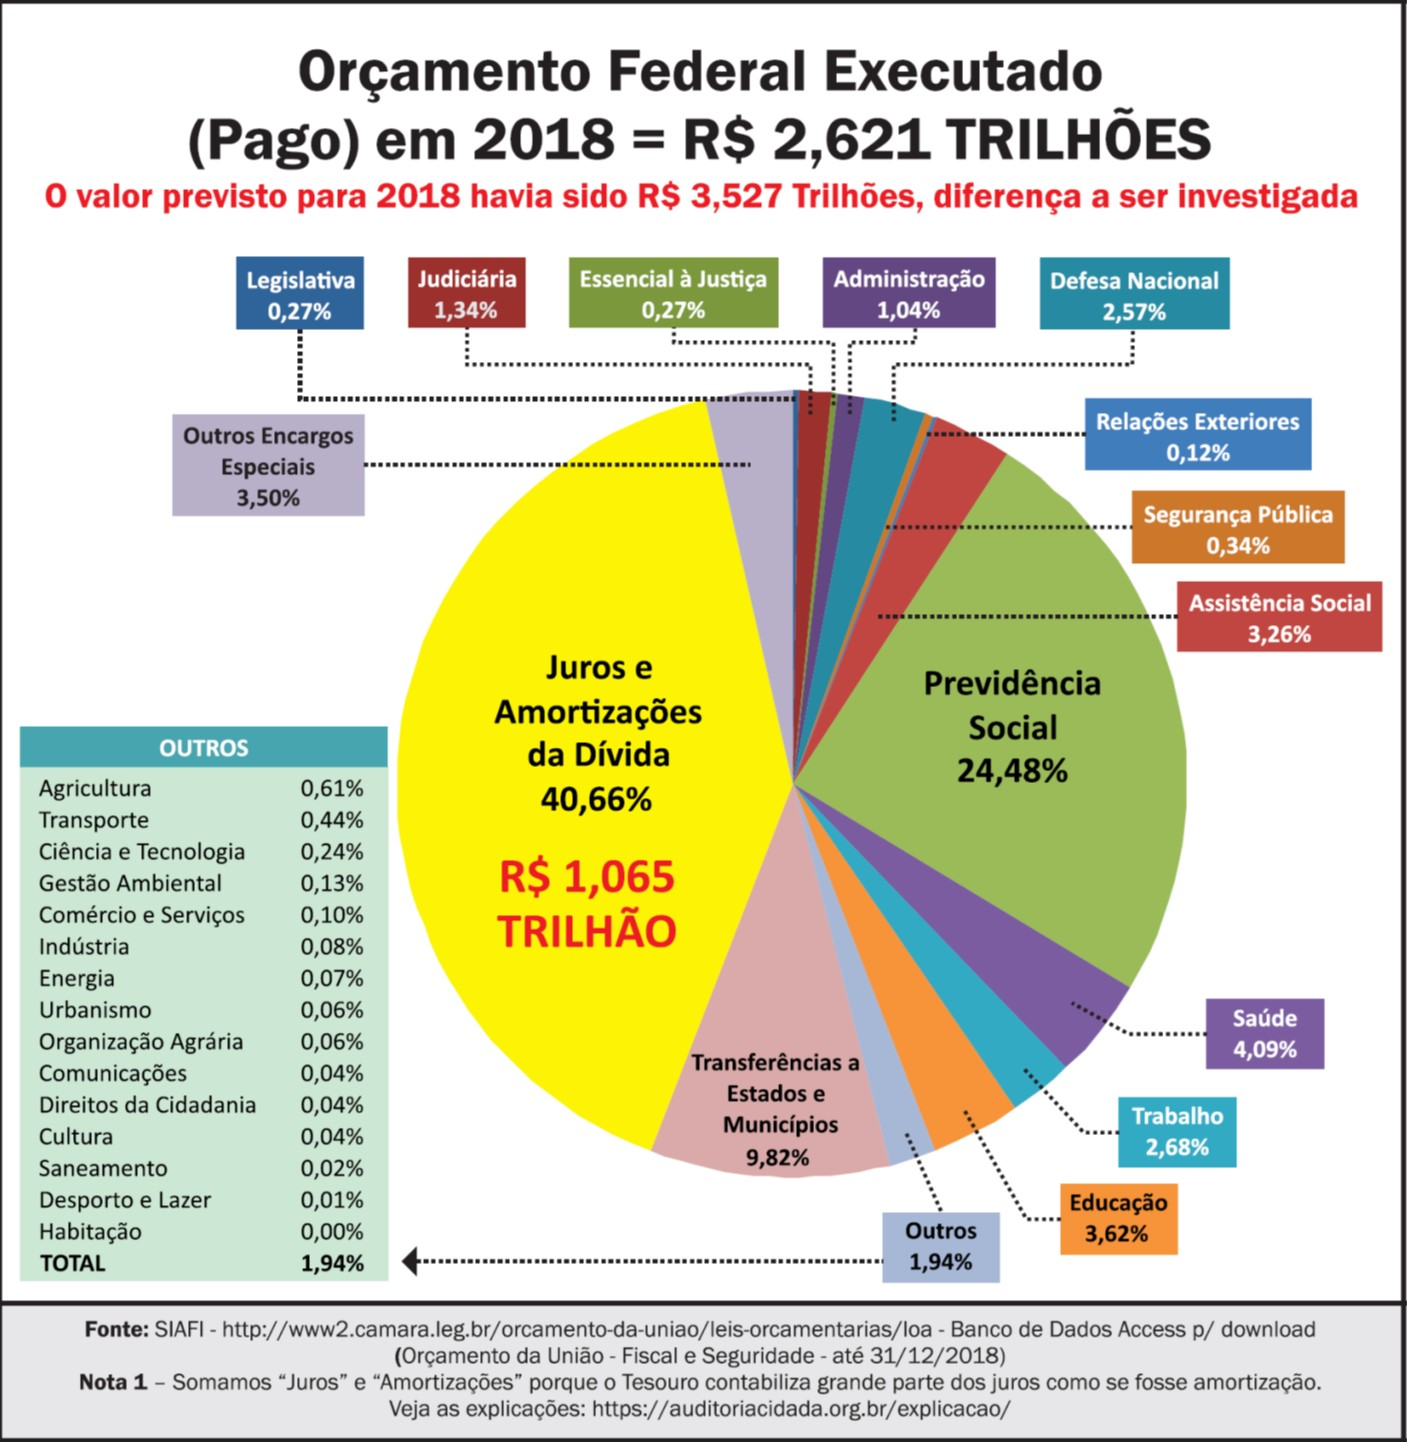 Orçamento Federal Executado
(Pago) em 2018 = R$ 2,621 TRILHÕES
O valor previsto para 2018 havia sido R$ 3,527 Trilhões, diferença a ser investigada
Legislativa
0,27%
Judiciária
1,34%
Essencial à Justiça
0,27%
Administração
1,04%
Defesa Nacional
2,57%
Relações Exteriores
0,12%
Outros Encargos
Especiais
3,50%
Segurança Pública
0,34%
Assistência Social
3,26%
Previdência
Social
24,48%
Juros e
Amortizações
da Dívida
40,66%
R$ 1,065
TRILHÃO
OUTROS
Agricultura 0,61%
Transporte 0,44%
Ciência e Tecnologia 0,24%
Gestão Ambiental 0,13%
Comércio e Serviços 0,10%
Indústria 0,08%
Energia 0,07%
Urbanismo 0,06%
Organização Agrária 0,06%
Comunicações 0,04%
Direitos da Cidadania 0,04%
Cultura 0,04%
Saneamento 0,02%
Desporto e Lazer 0,01%
Habitação 0,00%
TOTAL 1,94%
Saúde
4,09%
Transferências a
Estados e
Municípios
9,82%
Trabalho
2,68%
Educação
3,62%
Outros
1,94%
Fonte: SIAFI - http://www2.camara.leg.br/orcamento-da-uniao/leis-orcamentarias/loa - Banco de Dados Access p/ download
(Orçamento da União - Fiscal e Seguridade - até 31/12/2018)
Nota 1 – Somamos “Juros” e “Amortizações” porque o Tesouro contabiliza grande parte dos juros como se fosse amortização.
Veja as explicações: https://auditoriacidada.org.br/explicacao/